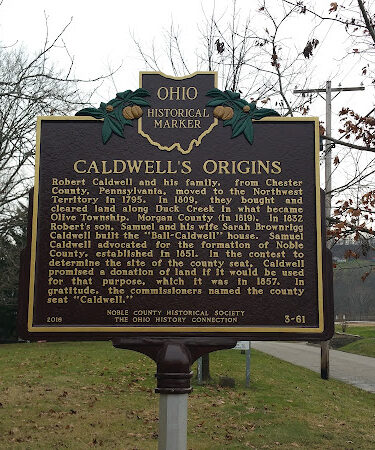 OHIO
HISTORICAL
MARKER
CALDWELL'S ORIGINS
Robert Caldwell and his family, from Chester
County, Pennsylvania, moved to the Northwest
Territory in 1795. In 1809, they bought and
cleared land along Duck Creek in what became
Olive Township, Morgan County (in 1819). In 1837
Robert's son, Samuel and his wife Sarah Brownrigg
Caldwell built the "Ball-Caldwell" house. Samuel
Caldwell advocated for the formation of Noble
County, established in 1851. In the contest to
determine the site of the county seat, Caldwell
promised a donation of land if it would be used
for that purpose, which it was in 1857. In
gratitude, the commissioners named the county
seat "Caldwell."
NOBLE COUNTY HISTORICAL SOCIETY
2018 THE OHIO HISTORY CONNECTION 3-61